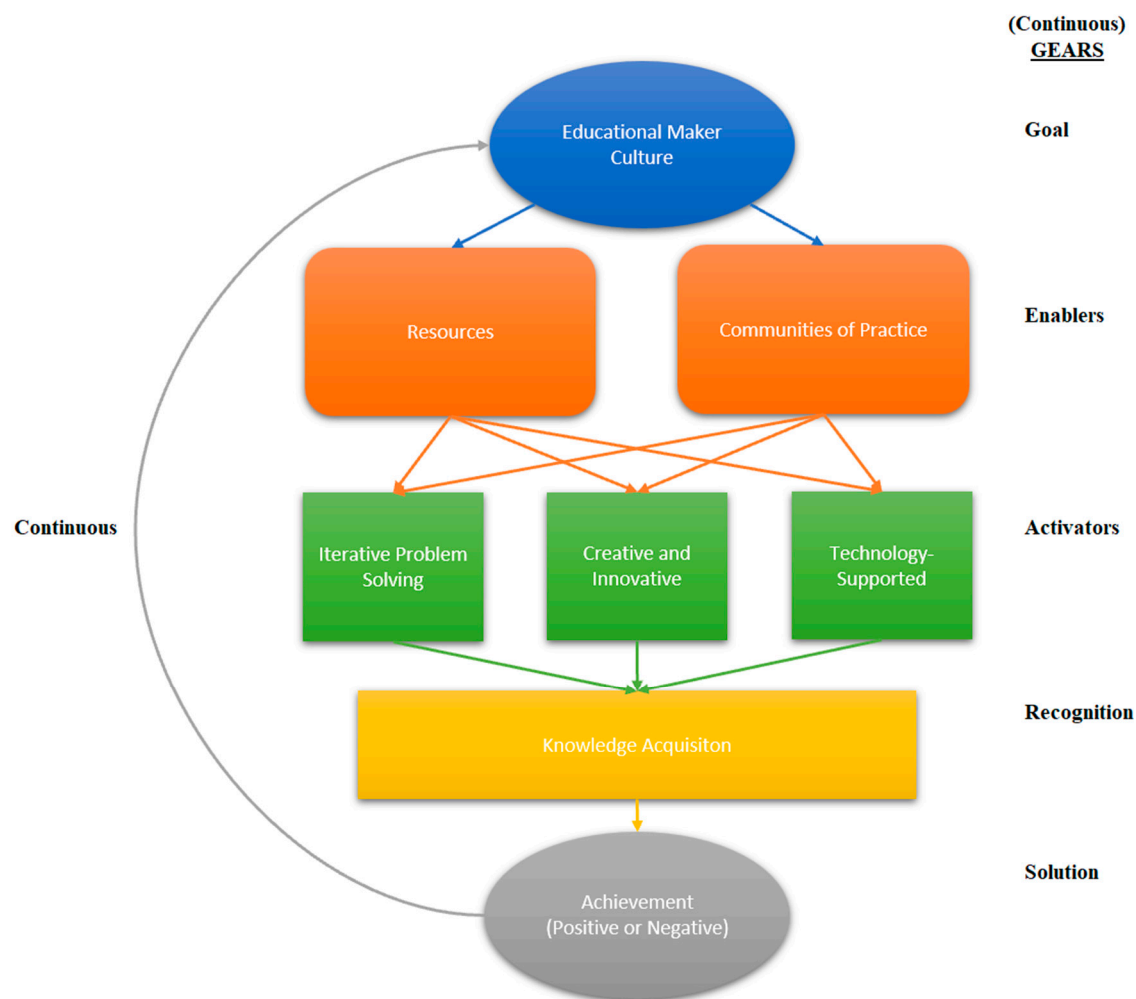 (Continuous)
GEARS
Educational Maker
Culture
Goal
Resources
Communities of Practice
Enablers
Continuous
Iterative Problem
Solving
Creative and
Innovative
Technology-
Supported
Activators
Knowledge Acquisiton
Recognition
Achievement
(Positive or Negative)
Solution